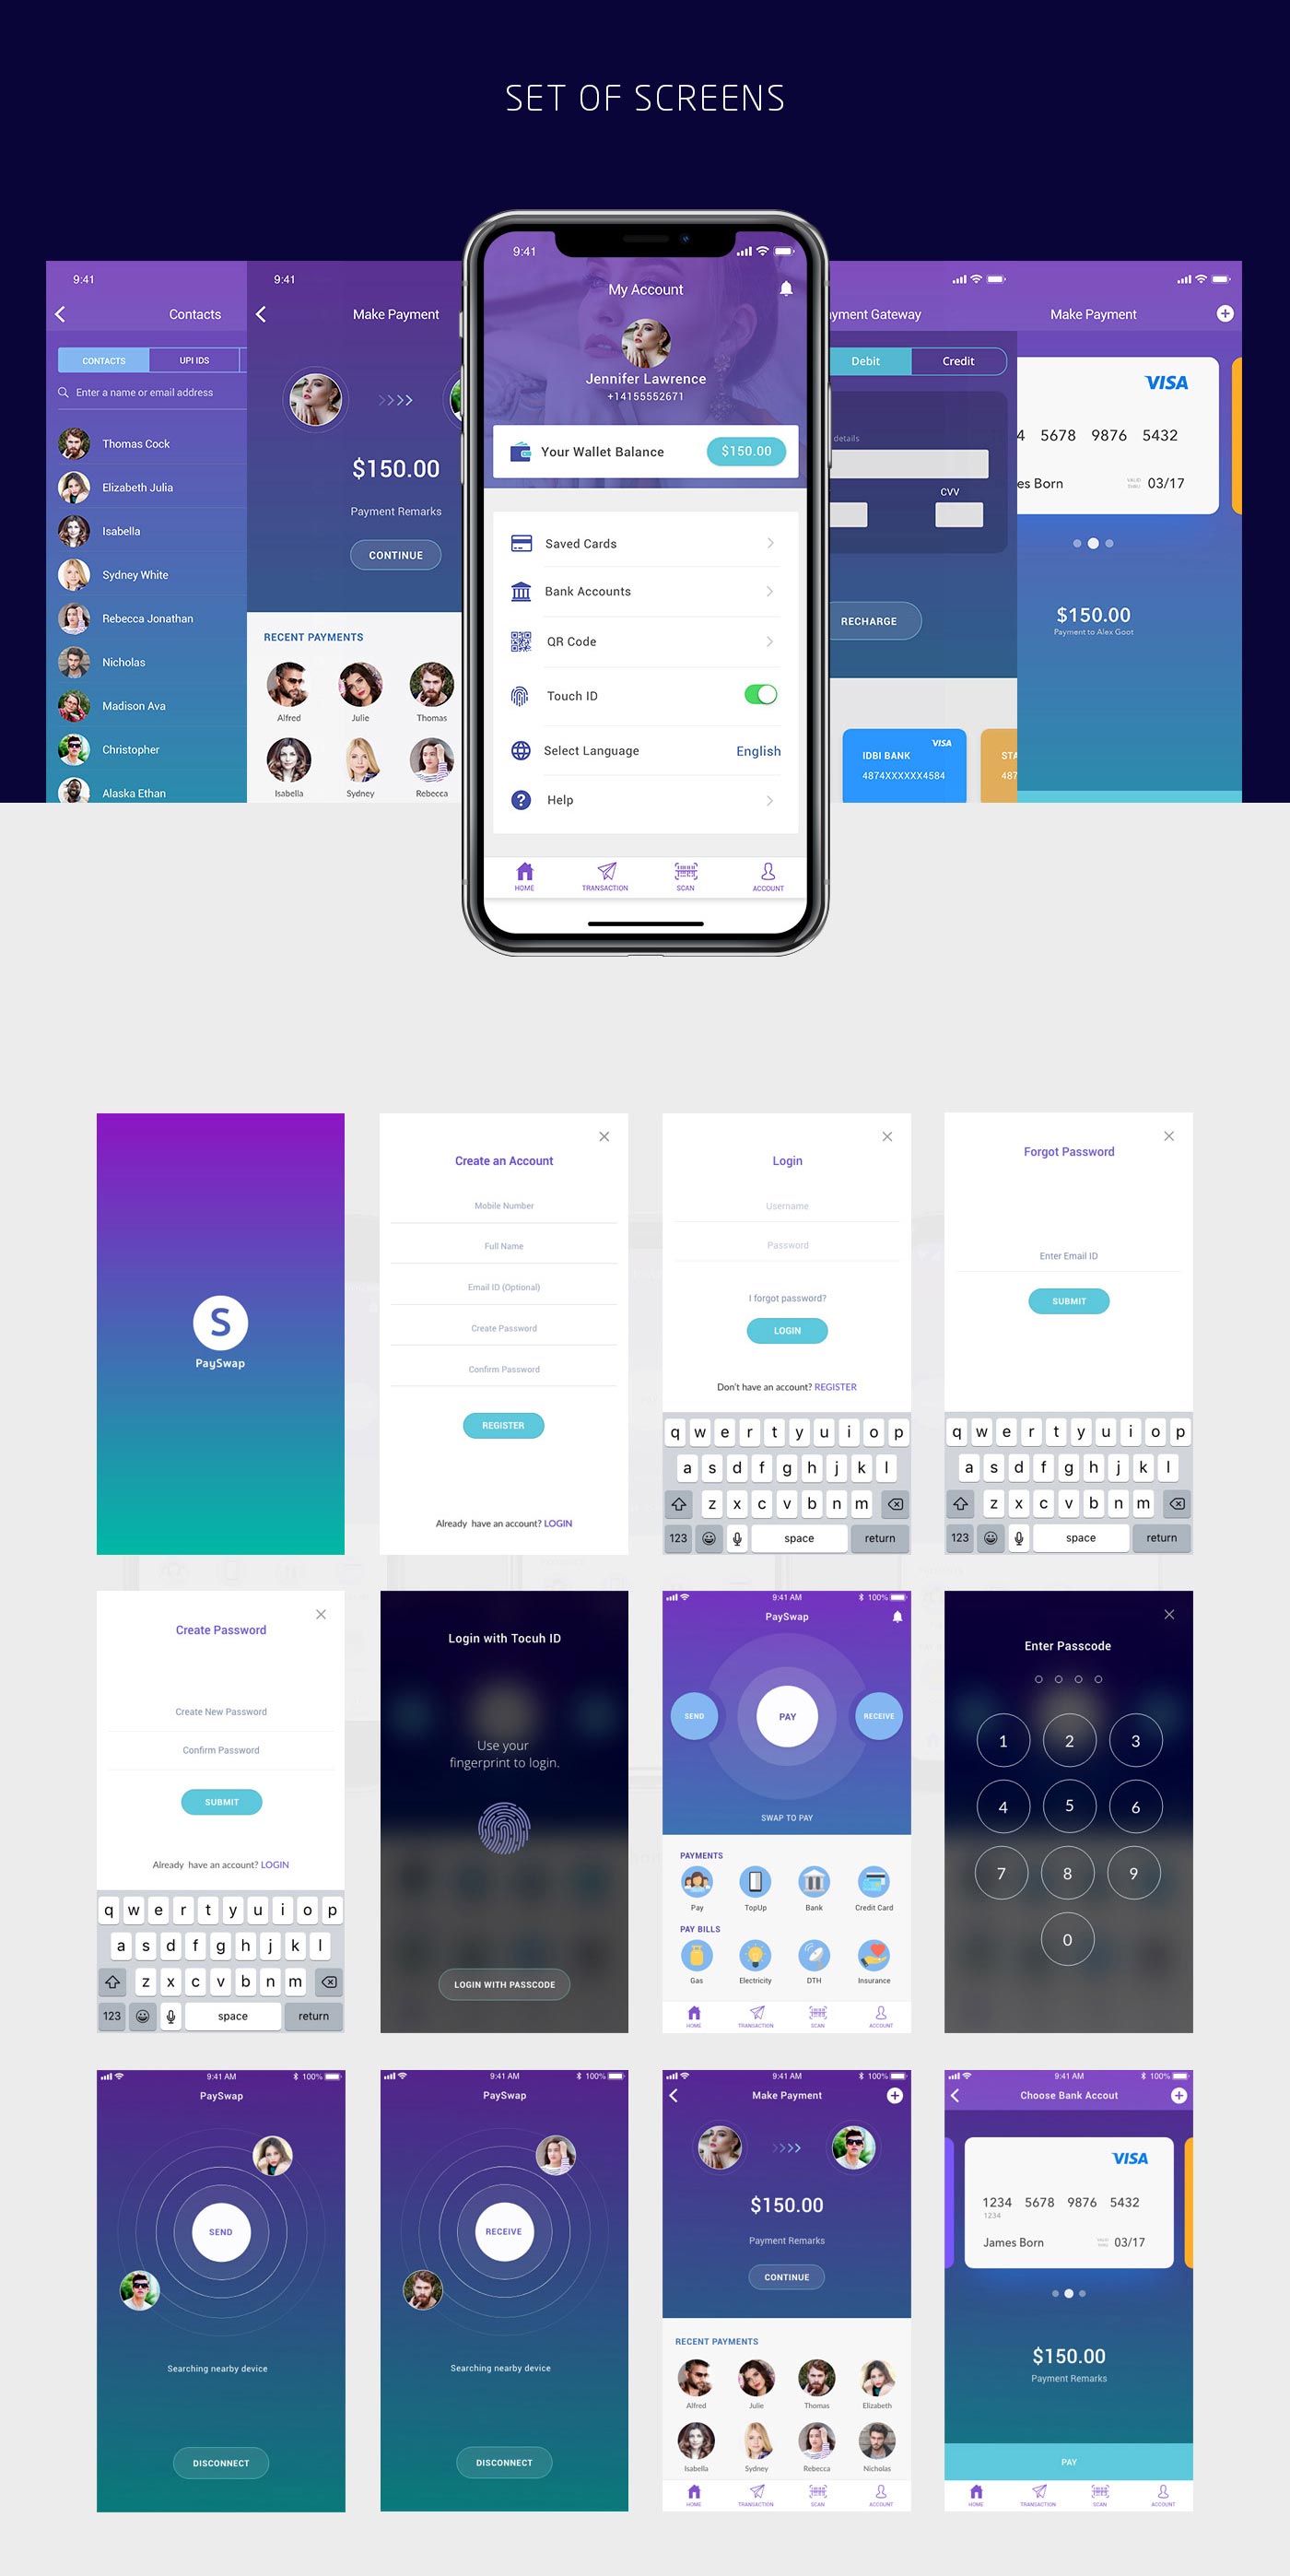 SET OF SCREENS
9:41
Contacts
CONTACTS
UPI IDS
Enter a name or email address
Thomas Cock
Elizabeth Julia
Isabella
Sydney White
Rebecca Jonathan
Nicholas
Madison Ava
Christopher
Alaska Ethan
9:41
Make Payment
$150.00
Payment Remarks
CONTINUE
RECENT PAYMENTS
Alfred
Julie
Thomas
Isabella
Sydney
Rebecca
9:41
My Account
Jennifer Lawrence
+14155552671
Your Wallet Balance
$150.00
Saved Cards
Bank Accounts
QR Code
Touch ID
Select Language
English
Help
HOME
TRANSACTION
SCAN
ACCOUNT
yment Gateway
Debit
Credit
details
CVV
RECHARGE
IDBI BANK
VISA
4874XXXXXX4584
STA
487
Make Payment
VISA
4 5678 9876 5432
es Born
VALID THRU
03/17
$150.00
Payment to Alex Goot
S
PaySwap
Create an Account
Mobile Number
Full Name
Email ID (Optional)
Create Password
Confirm Password
REGISTER
Already have an account? LOGIN
Login
Username
Password
I forgot password?
LOGIN
Don't have an account? REGISTER
q w e r t y u i o p
a s d f g h j k l
z x c v b n m
123 space return
Forgot Password
Enter Email ID
SUBMIT
q w e r t y u i o p
a s d f g h j k l
z x c v b n m
123 space return
Create Password
Create New Password
Confirm Password
SUBMIT
Already have an account? LOGIN
q w e r t y u i o p
a s d f g h j k l
z x c v b n m
123 space return
Login with Tocuh ID
Use your
fingerprint to login.
LOGIN WITH PASSCODE
9:41 AM
100%
PaySwap
SEND
PAY
RECEIVE
SWAP TO PAY
PAYMENTS
Pay
TopUp
Bank
Credit Card
PAY BILLS
Gas
Electricity
DTH
Insurance
HOME
TRANSACTION
SCAN
ACCOUNT
Enter Passcode
1 2 3
4 5 6
7 8 9
0
9:41 AM
100%
PaySwap
SEND
Searching nearby device
DISCONNECT
9:41 AM
100%
PaySwap
RECEIVE
Searching nearby device
DISCONNECT
9:41 AM
100%
Make Payment
$150.00
Payment Remarks
CONTINUE
RECENT PAYMENTS
Alfred
Julie
Thomas
Elizabeth
Isabella
Sydney
Rebecca
Nicholas
HOME
TRANSACTION
SCAN
ACCOUNT
9:41 AM
100%
Choose Bank Accout
VISA
1234 5678 9876 5432
1234
James Born
03/17
$150.00
Payment Remarks
PAY
HOME
TRANSACTION
SCAN
ACCOUNT